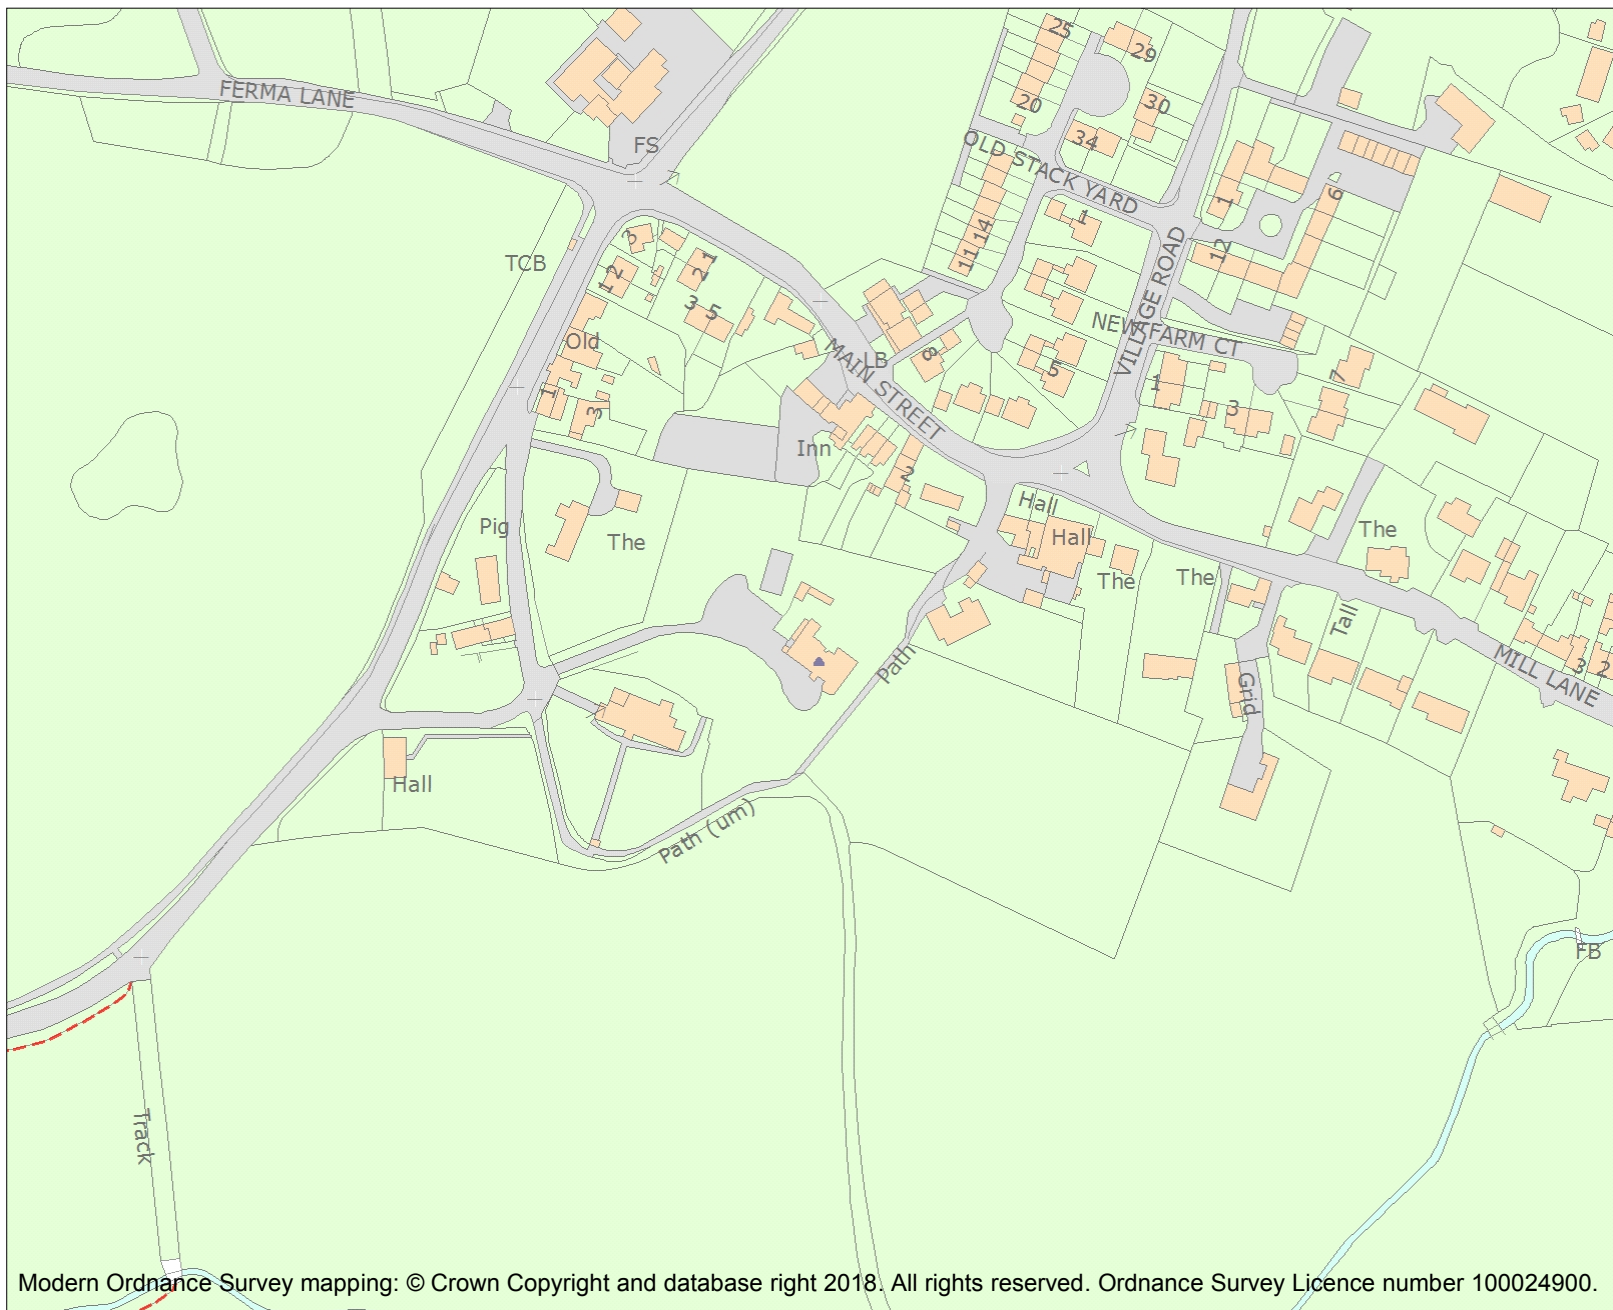 25
29
FERMA LANE
20
30
FS
34
OLD STACK YARD
1
6
1
3
14
11
12
TCB
1 2
2 1
VILLAGE ROAD
3 5
NEW FARM CT
Old
MAIN STREET
LB
8
5
1
7
1
3
3
Inn
2
Hall
Pig
The
Hall
The
The
The
Tall
Path
Grid
MILL LANE
3
2
Hall
Path (um)
FB
Track
Modern Ordnance Survey mapping: © Crown Copyright and database right 2018. All rights reserved. Ordnance Survey Licence number 100024900.